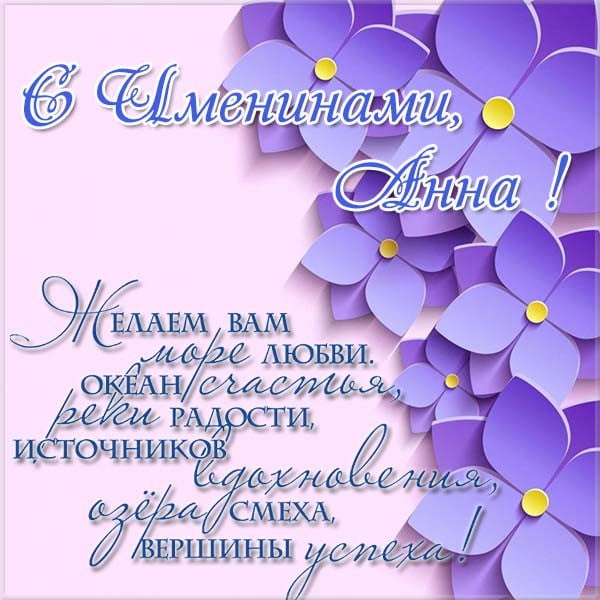 С Именинами,
Анна !
Желаем вам
море любви.
океан счастья,
реки радости,
источников
вдохновения,
озёра смеха,
вершины успеха!